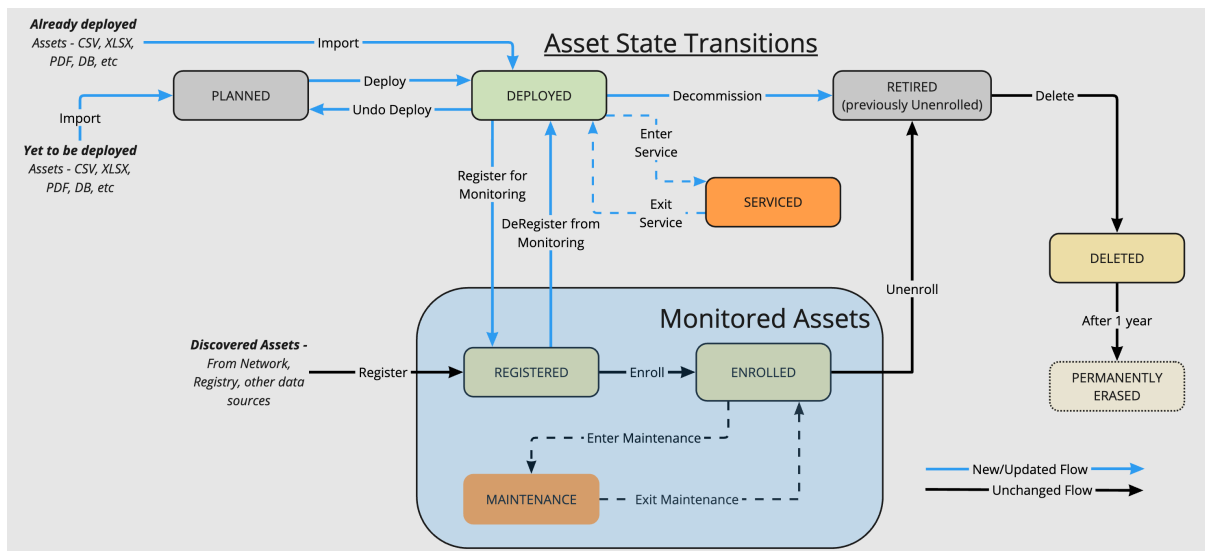 Already deployed
Assets - CSV, XLSX,
PDF, DB, etc
Import
Asset State Transitions
PLANNED
Deploy
Undo Deploy
DEPLOYED
Decommission
RETIRED
(previously Unenrolled)
Delete
Import
Yet to be deployed
Assets - CSV, XLSX,
PDF, DB, etc
Enter
Service
Register for
Monitoring
SERVICED
Exit
Service
DeRegister from
Monitoring
DELETED
Unenroll
After 1 year
Monitored Assets
Discovered Assets -
From Network,
Registry, other data
sources
Register
REGISTERED
Enroll
ENROLLED
PERMANENTLY
ERASED
Enter Maintenance
MAINTENANCE
Exit Maintenance
New/Updated Flow
Unchanged Flow